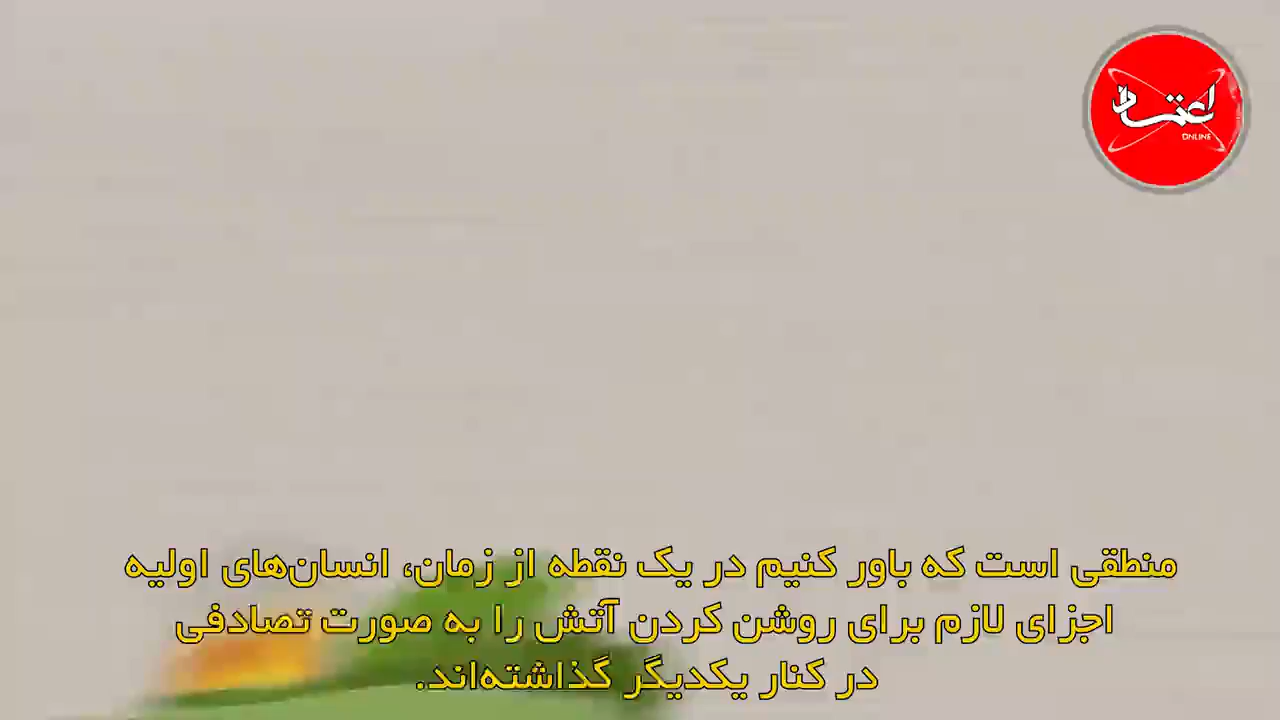 اعتماد
ONLINE
منطقی است که باور کنیم در یک نقطه از زمان، انسان‌های اولیه
اجزای لازم برای روشن کردن آتش را به صورت تصادفی
در کنار یکدیگر گذاشته‌اند.